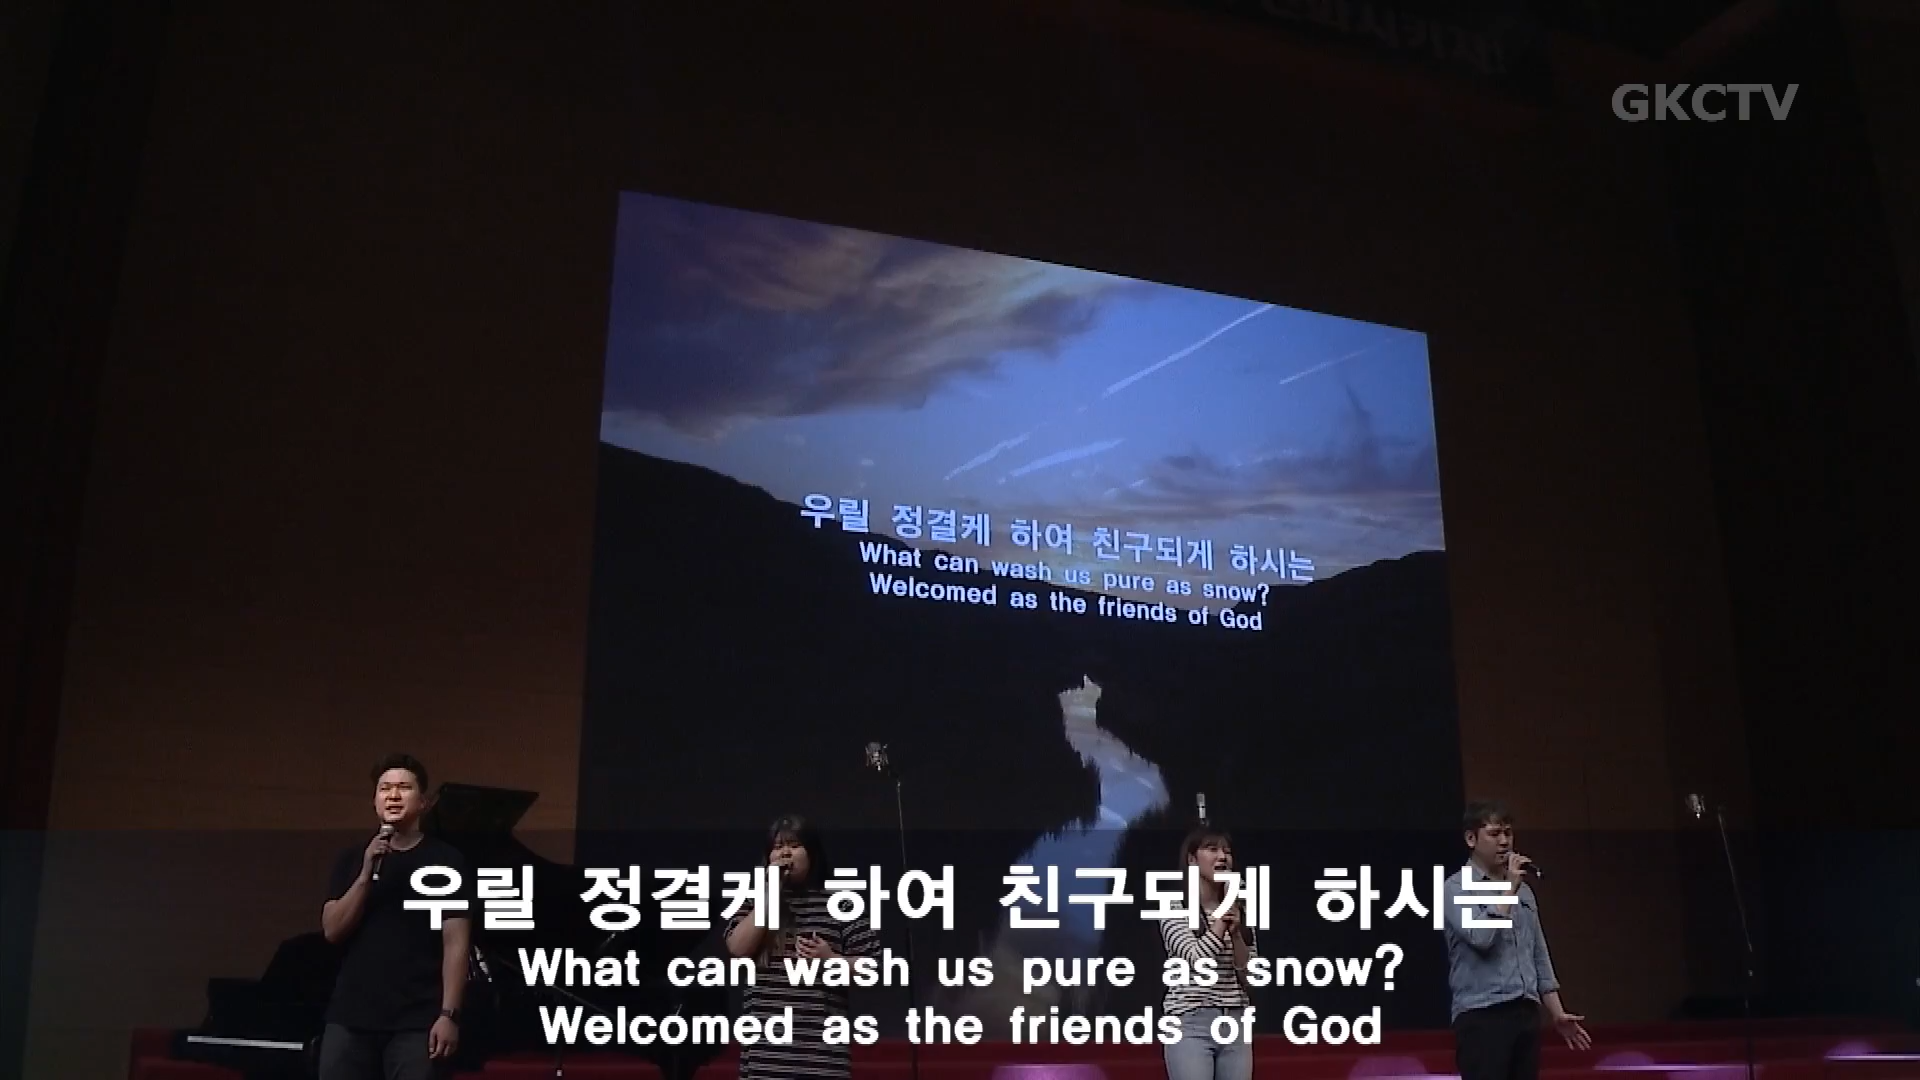 GKCTV
우릴 정결케 하여 친구되게 하시는
What can wash us pure as snow?
Welcomed as the friends of God
우릴 정결케 하여 친구되게 하시는
What can wash us pure as snow?
Welcomed as the friends of God